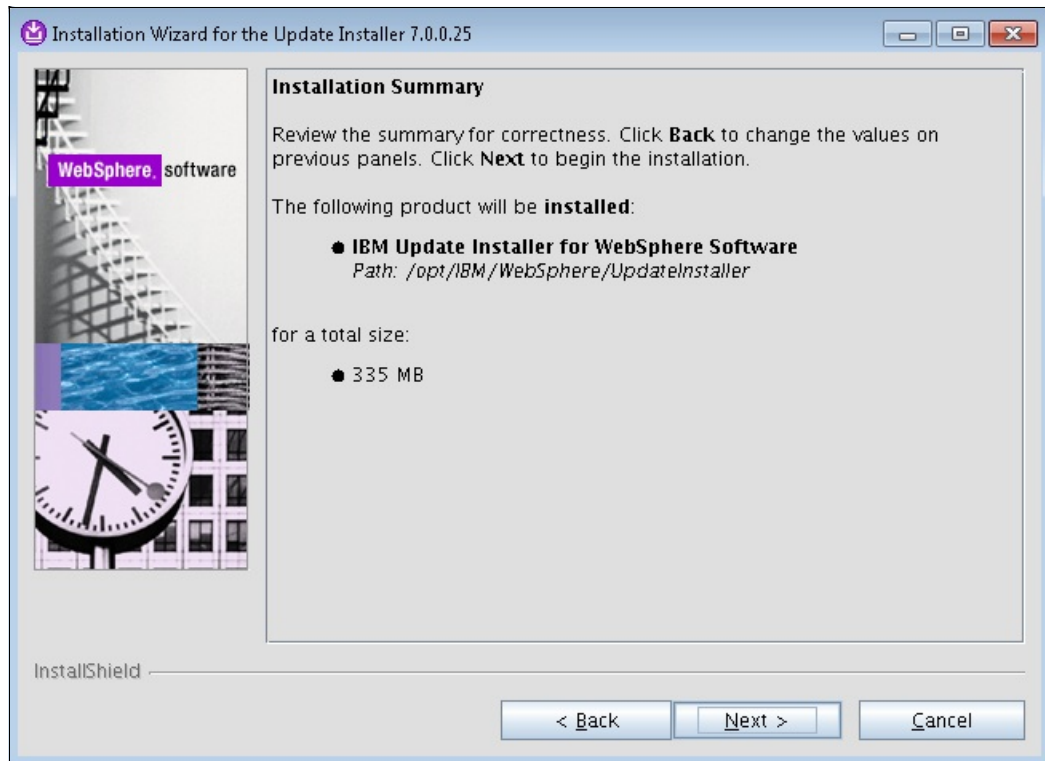 Installation Wizard for the Update Installer 7.0.0.25
WebSphere. software
Installation Summary
Review the summary for correctness. Click Back to change the values on
previous panels. Click Next to begin the installation.
The following product will be installed:
● IBM Update Installer for WebSphere Software
Path: /opt/IBM/WebSphere/UpdateInstaller
for a total size:
● 335 MB
InstallShield
< Back
Next >
Cancel